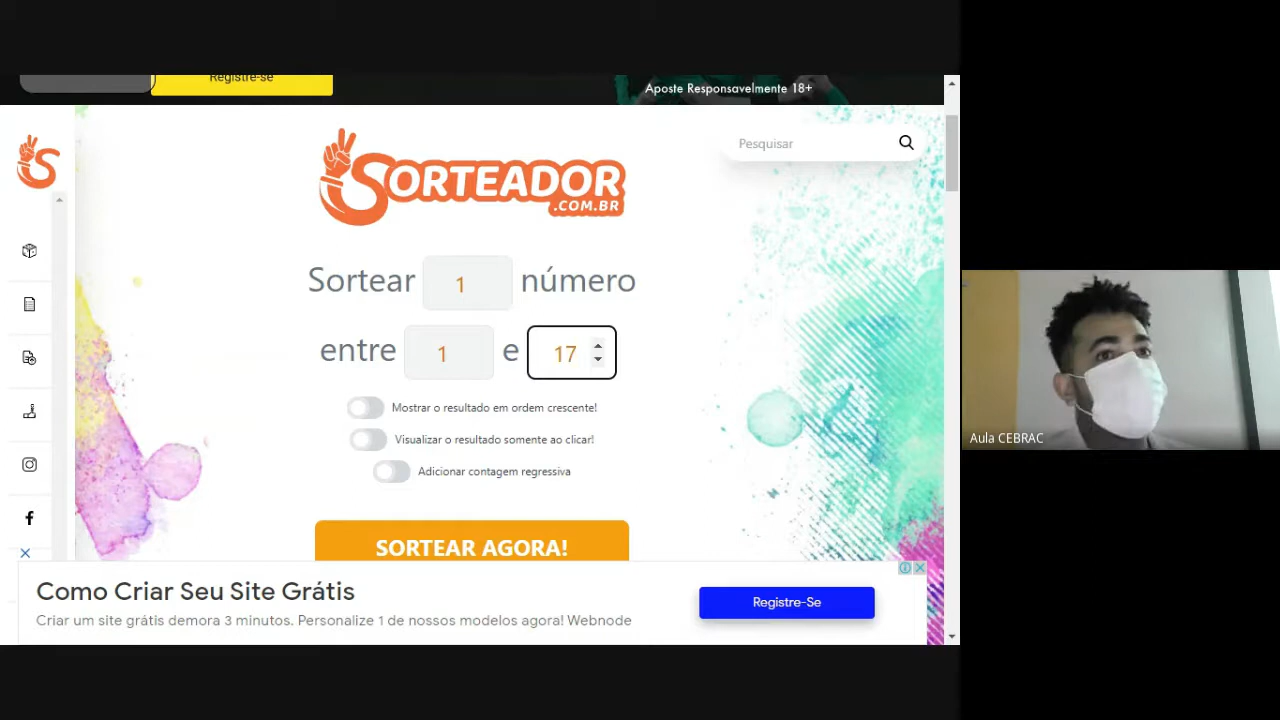 Registre-se
Aposte Responsavelmente 18+
Pesquisar
SORTEADOR
.COM.BR
Sortear 1 número
entre 1 e 17
Mostrar o resultado em ordem crescente!
Visualizar o resultado somente ao clicar!
Adicionar contagem regressiva
SORTEAR AGORA!
Como Criar Seu Site Grátis
Criar um site grátis demora 3 minutos. Personalize 1 de nossos modelos agora! Webnode
Registre-Se
Aula CEBRAC